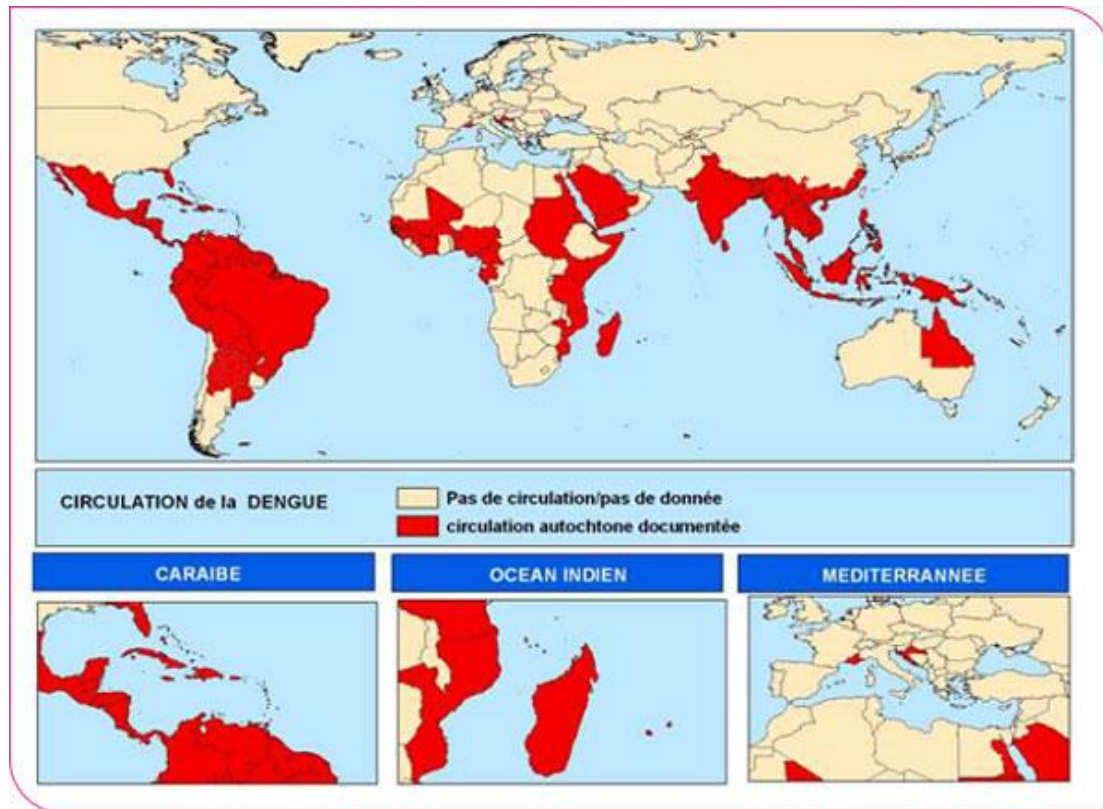 CIRCULATION de la DENGUE
Pas de circulation/pas de donnée
circulation autochtone documentée
CARAIBE
OCEAN INDIEN
MEDITERRANNEE